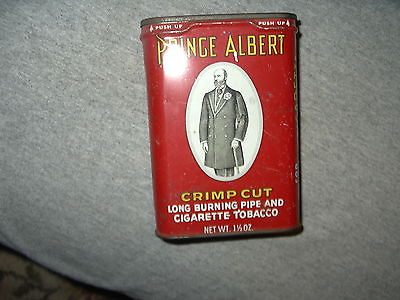 PUSH UP PUSH UP
PRINCE ALBERT
CRIMP CUT
LONG BURNING PIPE AND
CIGARETTE TOBACCO
NET WT. 1½ OZ.